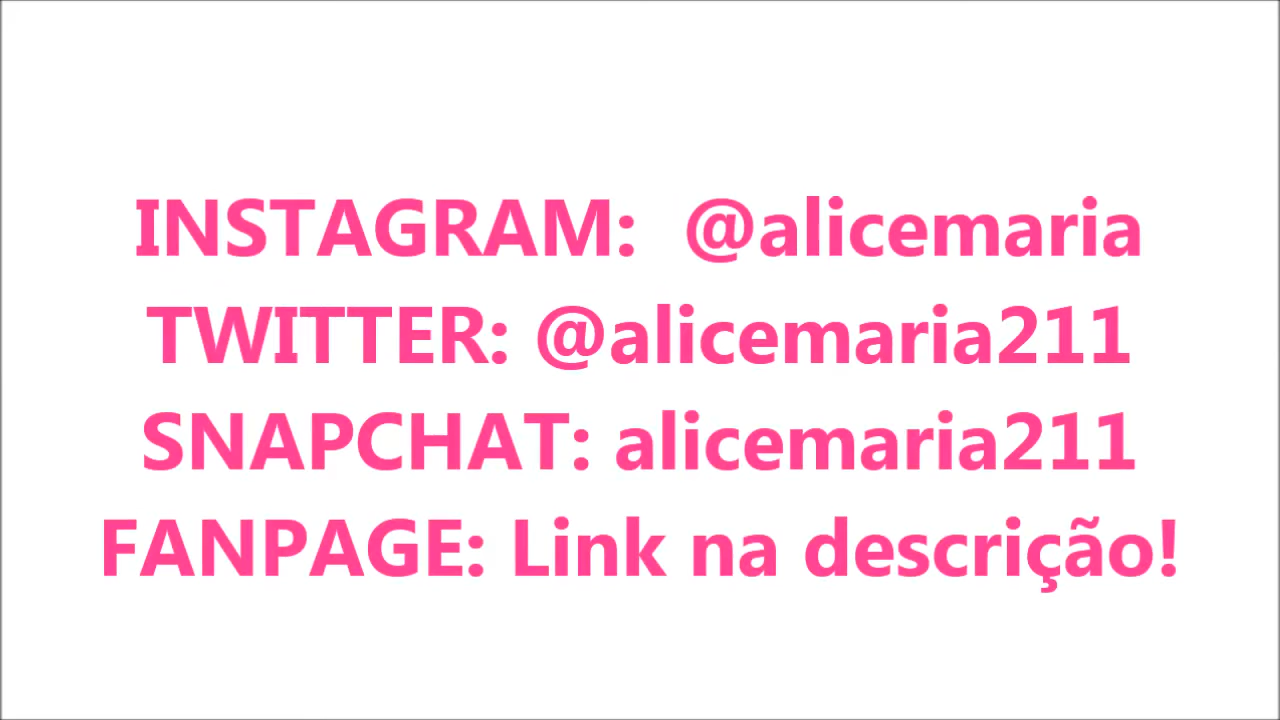 INSTAGRAM: @alicemaria
TWITTER: @alicemaria211
SNAPCHAT: alicemaria211
FANPAGE: Link na descrição!